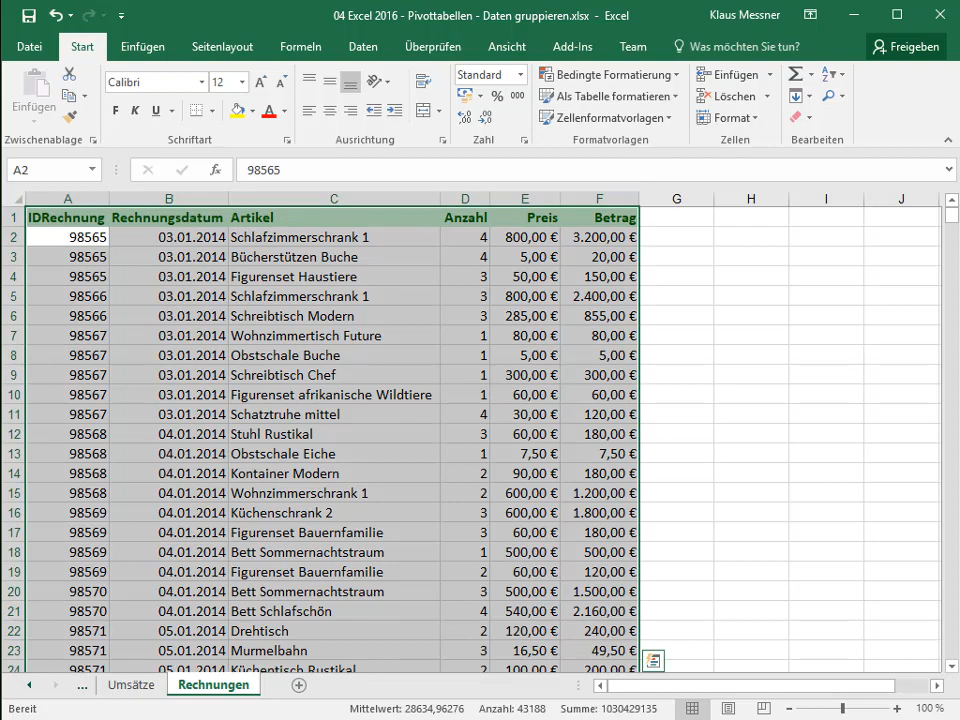 04 Excel 2016 - Pivottabellen - Daten gruppieren.xlsx - Excel
Klaus Messner
Datei Start Einfügen Seitenlayout Formeln Daten Überprüfen Ansicht Add-Ins Team Was möchten Sie tun? Freigeben
Einfügen
Calibri 12
F K U
Standard
% 000
Bedingte Formatierung
Als Tabelle formatieren
Zellenformatvorlagen
Einfügen
Löschen
Format
Zwischenablage Schriftart Ausrichtung Zahl Formatvorlagen Zellen Bearbeiten
A2 fx 98565
A B C D E F G H I J
1 IDRechnung Rechnungsdatum Artikel Anzahl Preis Betrag
2 98565 03.01.2014 Schlafzimmerschrank 1 4 800,00 € 3.200,00 €
3 98565 03.01.2014 Bücherstützen Buche 4 5,00 € 20,00 €
4 98565 03.01.2014 Figurenset Haustiere 3 50,00 € 150,00 €
5 98566 03.01.2014 Schlafzimmerschrank 1 3 800,00 € 2.400,00 €
6 98566 03.01.2014 Schreibtisch Modern 3 285,00 € 855,00 €
7 98567 03.01.2014 Wohnzimmertisch Future 1 80,00 € 80,00 €
8 98567 03.01.2014 Obstschale Buche 1 5,00 € 5,00 €
9 98567 03.01.2014 Schreibtisch Chef 1 300,00 € 300,00 €
10 98567 03.01.2014 Figurenset afrikanische Wildtiere 1 60,00 € 60,00 €
11 98567 03.01.2014 Schatztruhe mittel 4 30,00 € 120,00 €
12 98568 04.01.2014 Stuhl Rustikal 3 60,00 € 180,00 €
13 98568 04.01.2014 Obstschale Eiche 1 7,50 € 7,50 €
14 98568 04.01.2014 Kontainer Modern 2 90,00 € 180,00 €
15 98568 04.01.2014 Wohnzimmerschrank 1 2 600,00 € 1.200,00 €
16 98569 04.01.2014 Küchenschrank 2 3 600,00 € 1.800,00 €
17 98569 04.01.2014 Figurenset Bauernfamilie 3 60,00 € 180,00 €
18 98569 04.01.2014 Bett Sommernachtstraum 1 500,00 € 500,00 €
19 98569 04.01.2014 Figurenset Bauernfamilie 2 60,00 € 120,00 €
20 98570 04.01.2014 Bett Sommernachtstraum 3 500,00 € 1.500,00 €
21 98570 04.01.2014 Bett Schlafschön 4 540,00 € 2.160,00 €
22 98571 05.01.2014 Drehtisch 2 120,00 € 240,00 €
23 98571 05.01.2014 Murmelbahn 3 16,50 € 49,50 €
24 98571 05.01.2014 Küchentisch Rustikal 2 100,00 € 200,00 €
... Umsätze Rechnungen
Bereit Mittelwert: 28634,96276 Anzahl: 43188 Summe: 1030429135 100 %